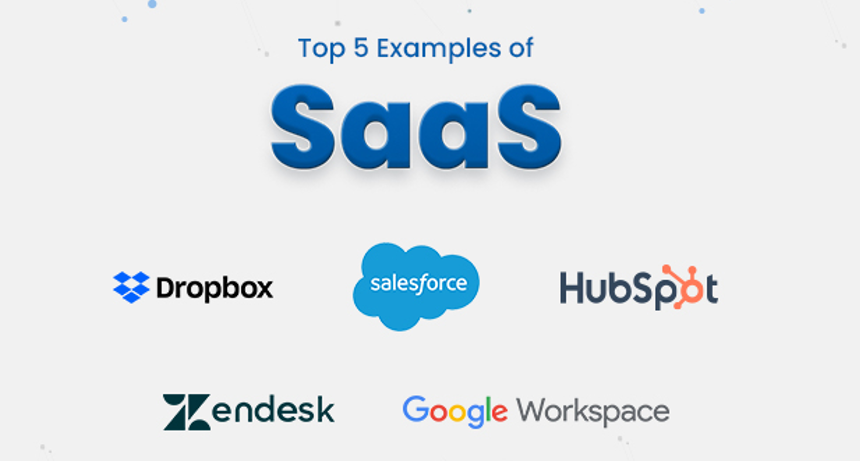 Top 5 Examples of
SaaS
Dropbox
salesforce
HubSpot
Zendesk
Google Workspace